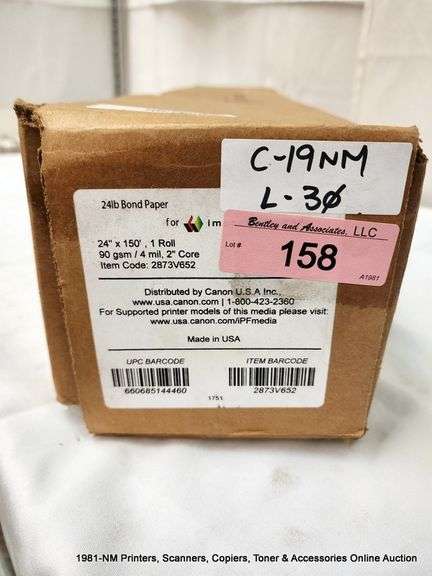 C-19NM
L-30
24lb Bond Paper
for im
Bentley and Associates, LLC
Lot #
158
A1981
24" x 150', 1 Roll
90 gsm / 4 mil, 2" Core
Item Code: 2873V652
Distributed by Canon U.S.A Inc.,
www.usa.canon.com | 1-800-423-2360
For Supported printer models of this media please visit:
www.usa.canon.com/iPFmedia
Made in USA
UPC BARCODE ITEM BARCODE
660685144460 2873V652
1751
1981-NM Printers, Scanners, Copiers, Toner & Accessories Online Auction